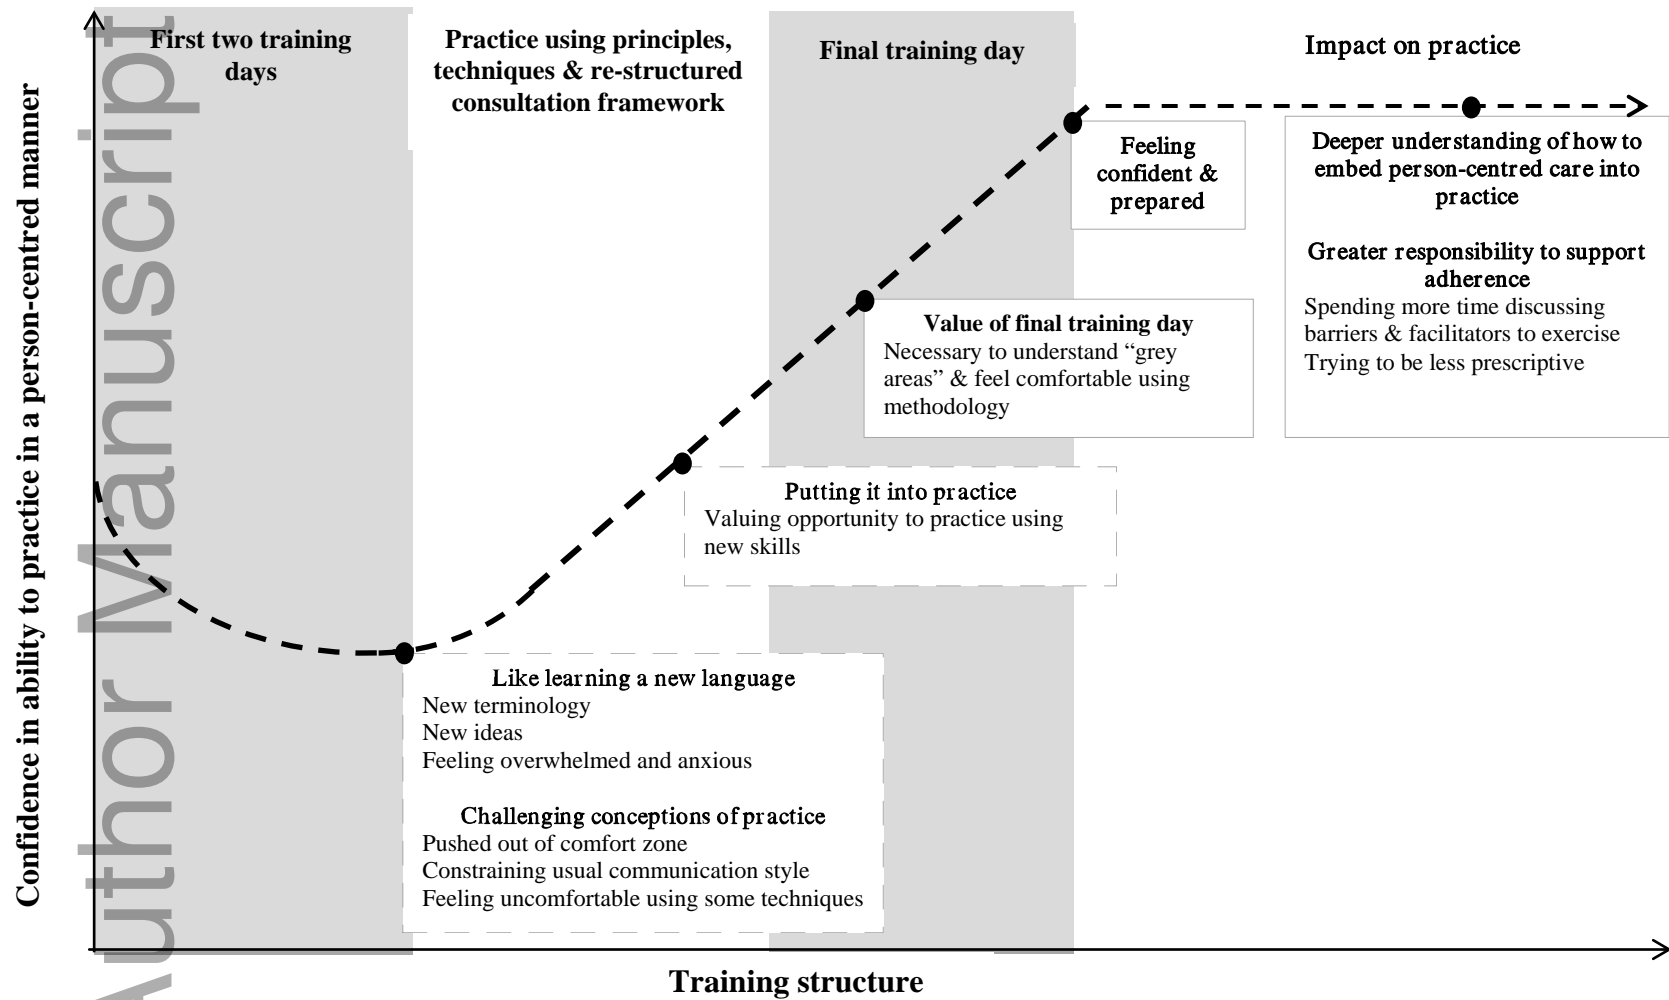 First two training
days
Practice using principles,
techniques & re-structured
consultation framework
Final training day
Impact on practice
Confidence in ability to practice in a person-centred manner
Author Manuscript
Feeling
confident &
prepared
Deeper understanding of how to
embed person-centred care into
practice
Greater responsibility to support
adherence
Spending more time discussing
barriers & facilitators to exercise
Trying to be less prescriptive
Value of final training day
Necessary to understand “grey
areas” & feel comfortable using
methodology
Putting it into practice
Valuing opportunity to practice using
new skills
Like learning a new language
New terminology
New ideas
Feeling overwhelmed and anxious
Challenging conceptions of practice
Pushed out of comfort zone
Constraining usual communication style
Feeling uncomfortable using some techniques
Training structure